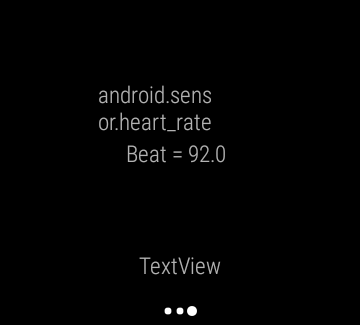 android.sens
or.heart_rate
Beat = 92.0
TextView